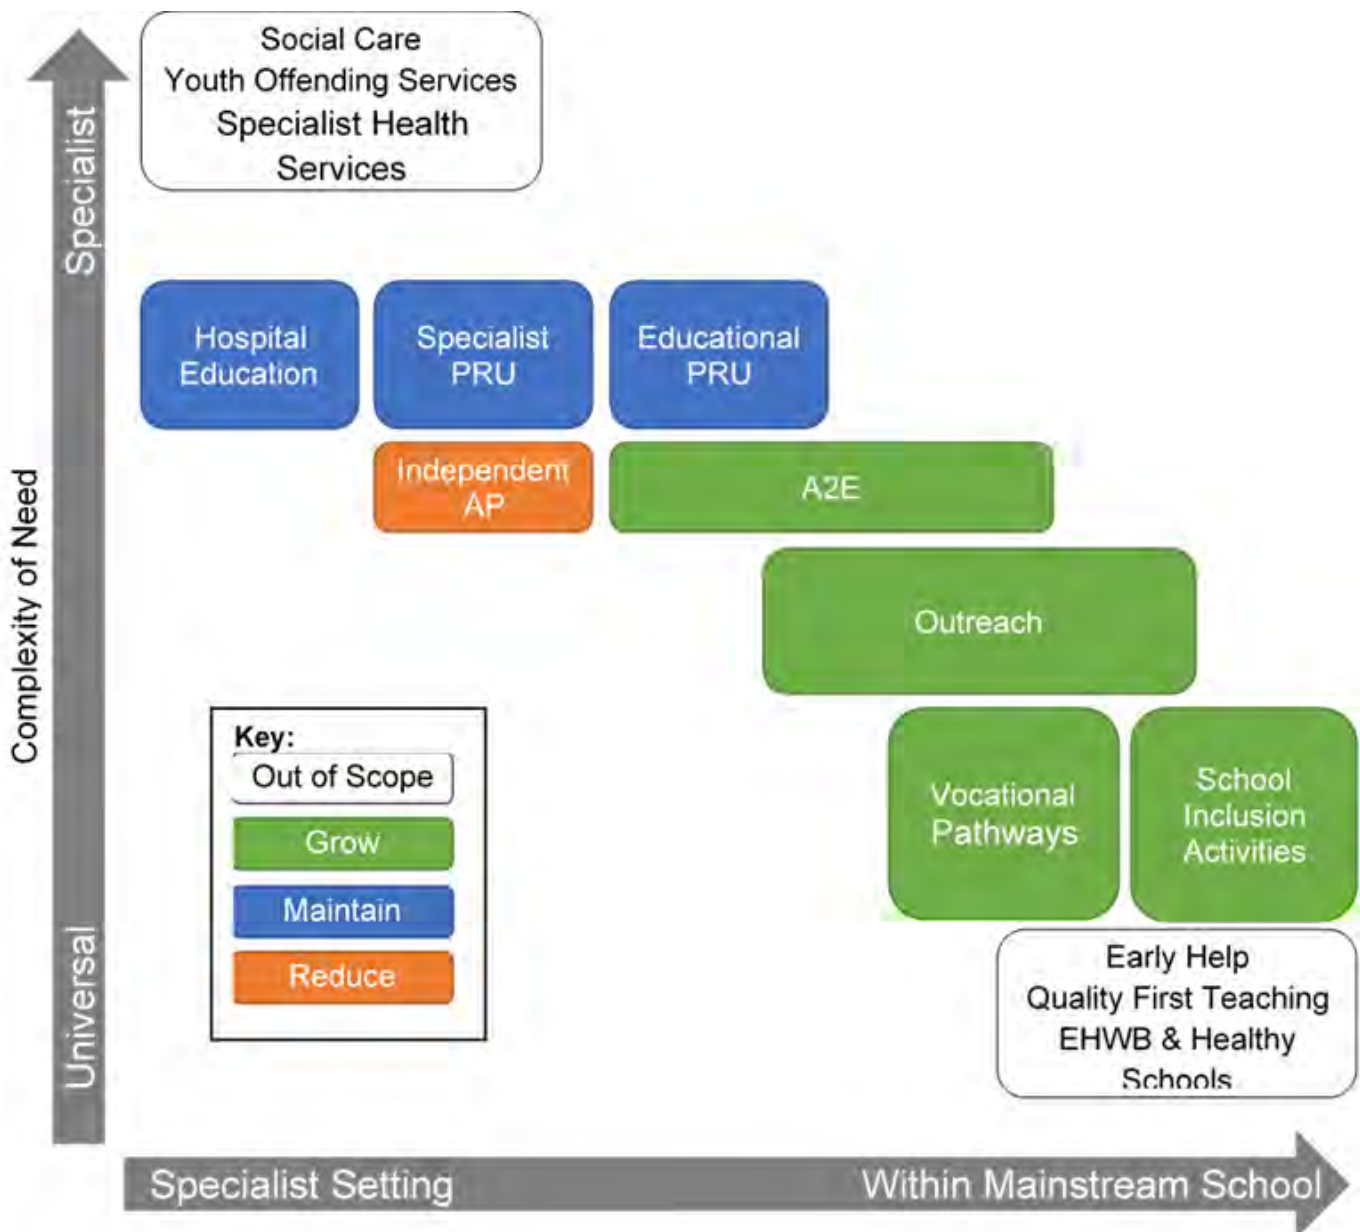 Social Care
Youth Offending Services
Specialist Health
Services
Specialist
Hospital
Education
Specialist
PRU
Educational
PRU
Independent
AP
A2E
Outreach
Complexity of Need
Key:
Out of Scope
Grow
Maintain
Reduce
Vocational
Pathways
School
Inclusion
Activities
Early Help
Quality First Teaching
EHWB & Healthy
Schools
Universal
Specialist Setting
Within Mainstream School